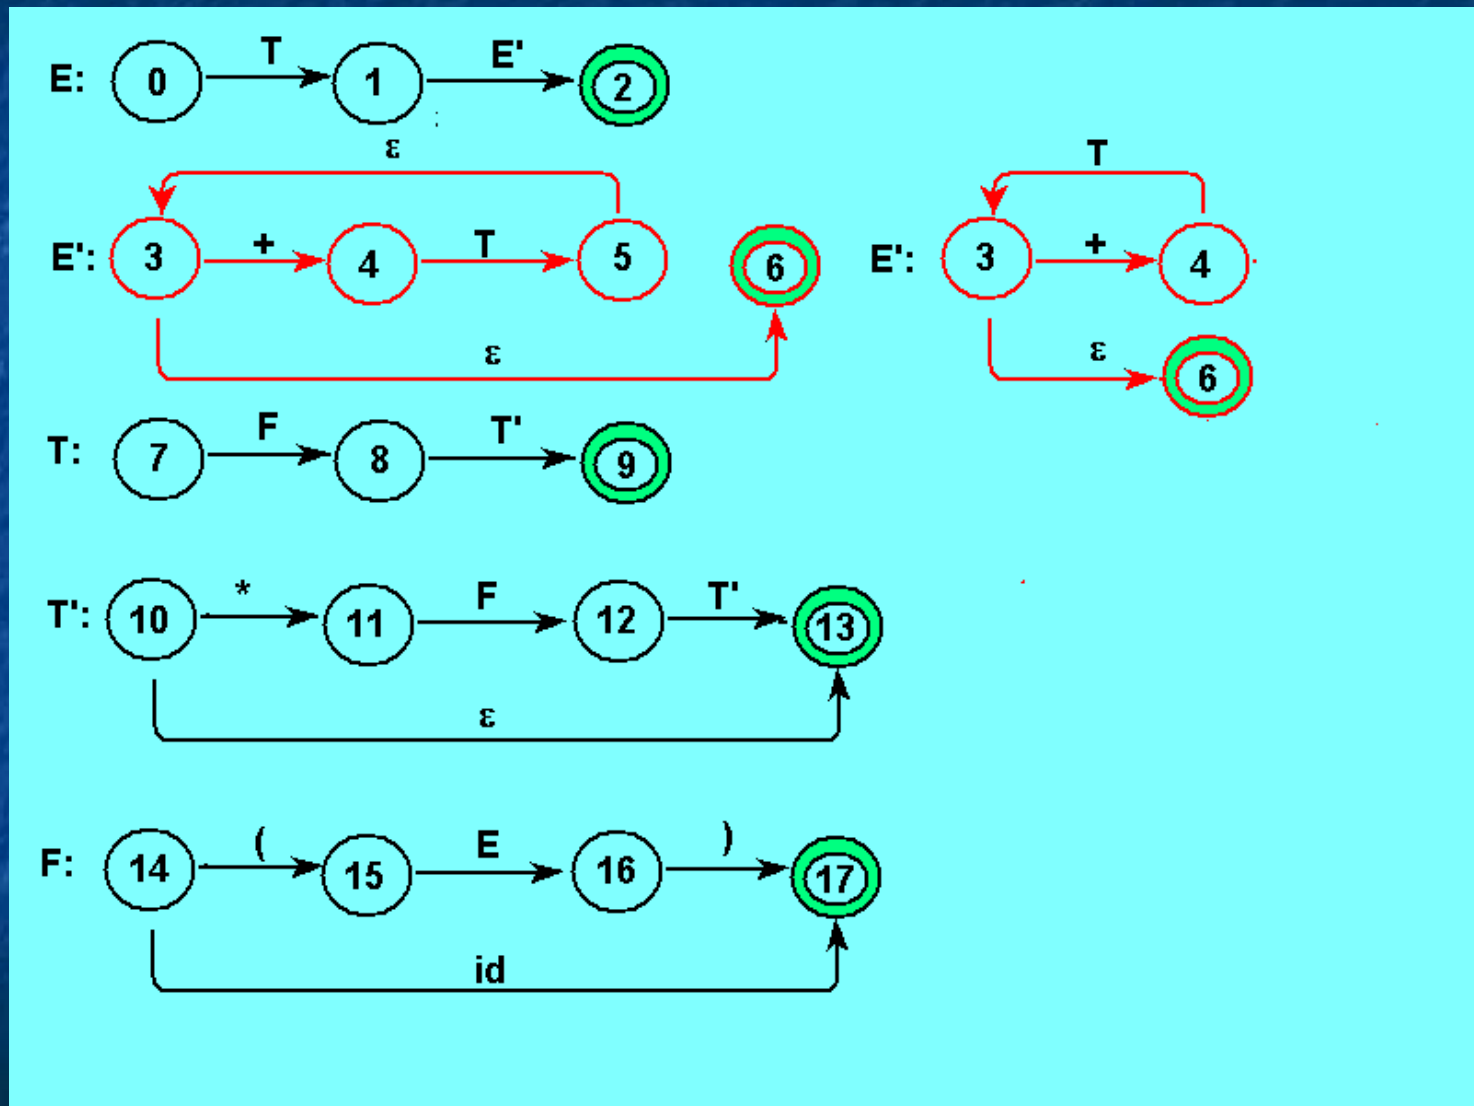 E: 0 T 1 E' 2
ε T
E': 3 + 4 T 5 6 E': 3 + 4
ε ε 6
T: 7 F 8 T' 9
T': 10 * 11 F 12 T' 13
ε
F: 14 ( 15 E 16 ) 17
id